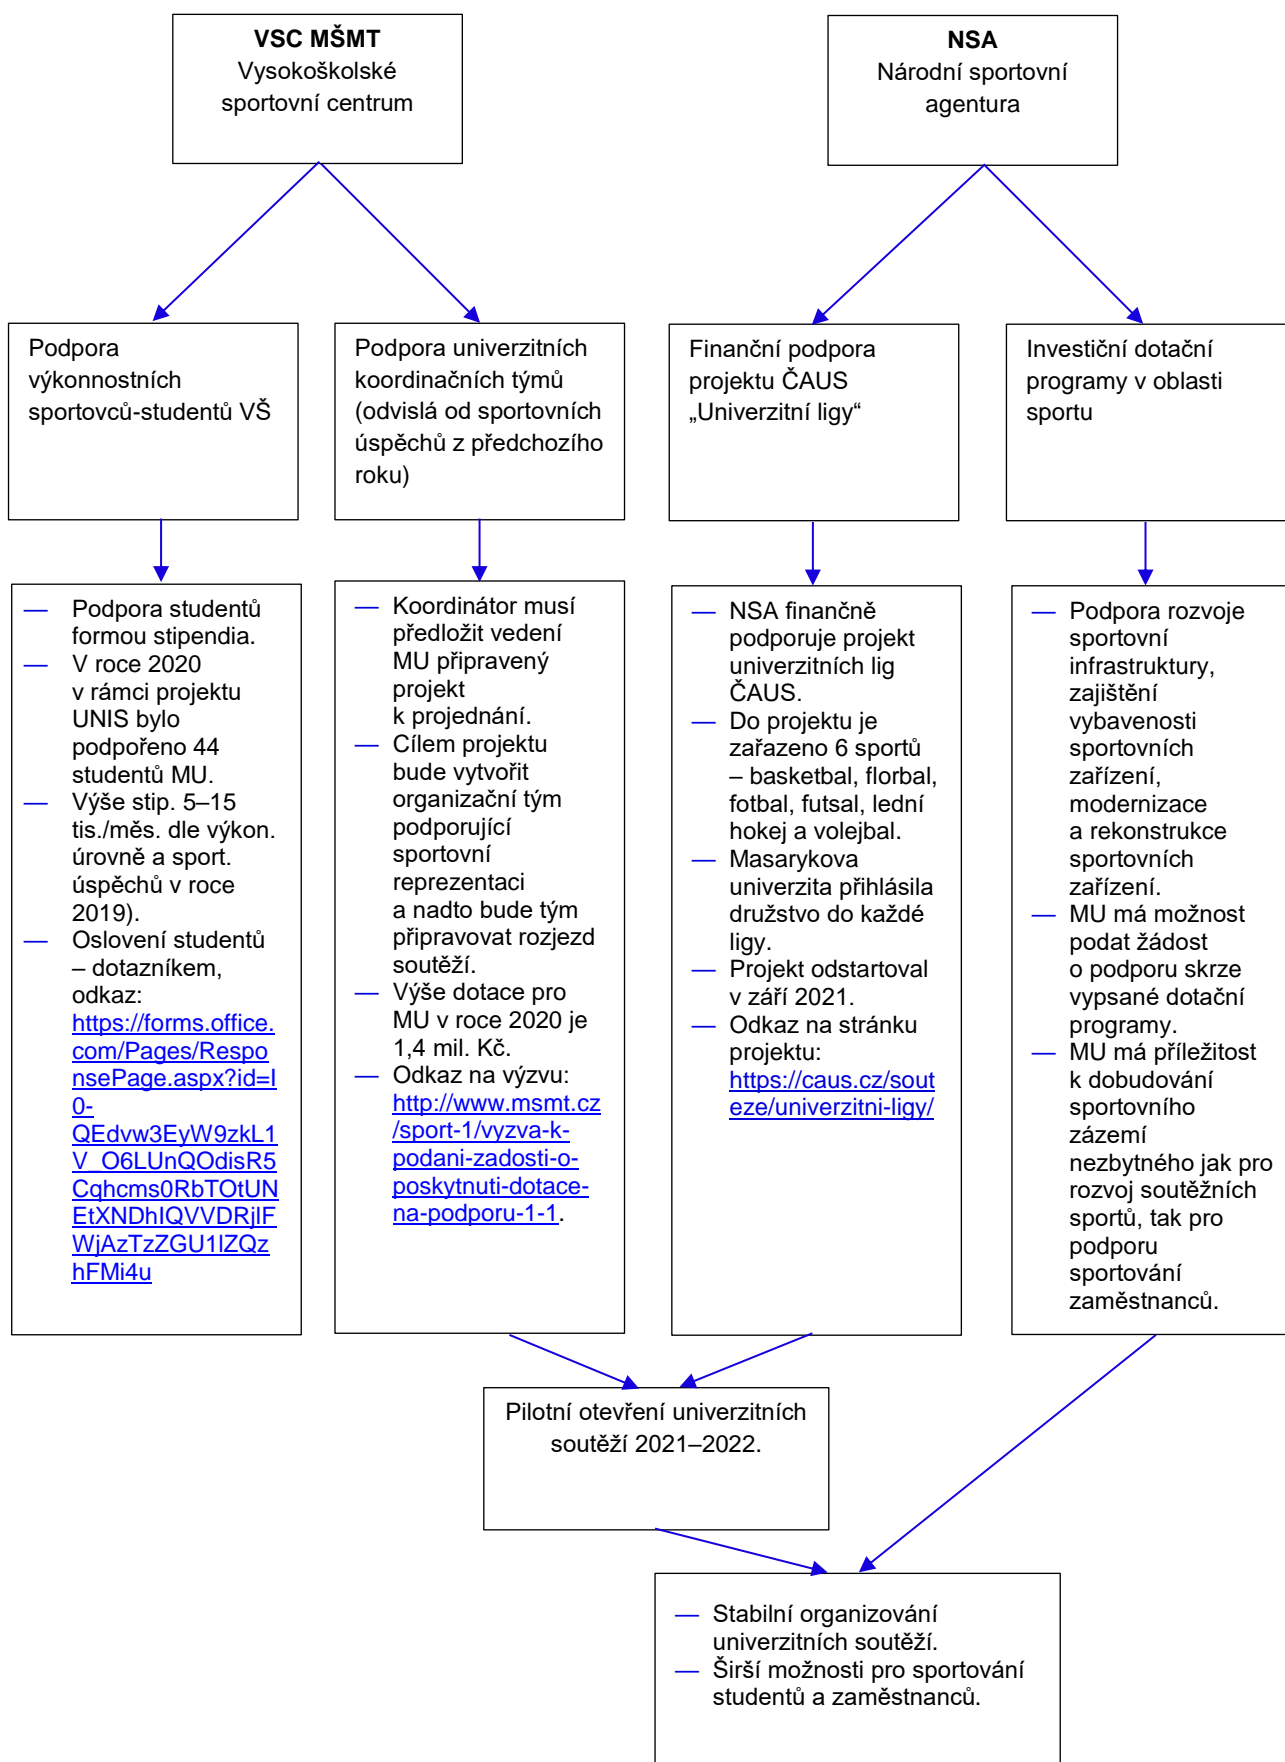 VSC MŠMT
Vysokoškolské
sportovní centrum
NSA
Národní sportovní
agentura
Podpora
výkonnostních
sportovců-studentů VŠ
Podpora univerzitních
koordinačních týmů
(odvislá od sportovních
úspěchů z předchozího
roku)
Finanční podpora
projektu ČAUS
„Univerzitní ligy“
Investiční dotační
programy v oblasti
sportu
— Podpora studentů
formou stipendia.
— V roce 2020
v rámci projektu
UNIS bylo
podpořeno 44
studentů MU.
— Výše stip. 5–15
tis./měs. dle výkon.
úrovně a sport.
úspěchů v roce
2019).
— Oslovení studentů
– dotazníkem,
odkaz:
https://forms.office.
com/Pages/Respo
nsePage.aspx?id=I
0-
QEdvw3EyW9zkL1
V_O6LUnQOdisR5
Cqhcms0RbTOtUN
EtXNDhIQVVDRjlF
WjAzTzZGU1lZQz
hFMi4u
— Koordinátor musí
předložit vedení
MU připravený
projekt
k projednání.
— Cílem projektu
bude vytvořit
organizační tým
podporující
sportovní
reprezentaci
a nadto bude tým
připravovat rozjezd
soutěží.
— Výše dotace pro
MU v roce 2020 je
1,4 mil. Kč.
— Odkaz na výzvu:
http://www.msmt.cz
/sport-1/vyzva-k-
podani-zadosti-o-
poskytnuti-dotace-
na-podporu-1-1.
— NSA finančně
podporuje projekt
univerzitních lig
ČAUS.
— Do projektu je
zařazeno 6 sportů
– basketbal, florbal,
fotbal, futsal, lední
hokej a volejbal.
— Masarykova
univerzita přihlásila
družstvo do každé
ligy.
— Projekt odstartoval
v září 2021.
— Odkaz na stránku
projektu:
https://caus.cz/sout
eze/univerzitni-ligy/
— Podpora rozvoje
sportovní
infrastruktury,
zajištění
vybavenosti
sportovních
zařízení,
modernizace
a rekonstrukce
sportovních
zařízení.
— MU má možnost
podat žádost
o podporu skrze
vypsané dotační
programy.
— MU má příležitost
k dobudování
sportovního
zázemí
nezbytného jak pro
rozvoj soutěžních
sportů, tak pro
podporu
sportování
zaměstnanců.
Pilotní otevření univerzitních
soutěží 2021–2022.
— Stabilní organizování
univerzitních soutěží.
— Širší možnosti pro sportování
studentů a zaměstnanců.